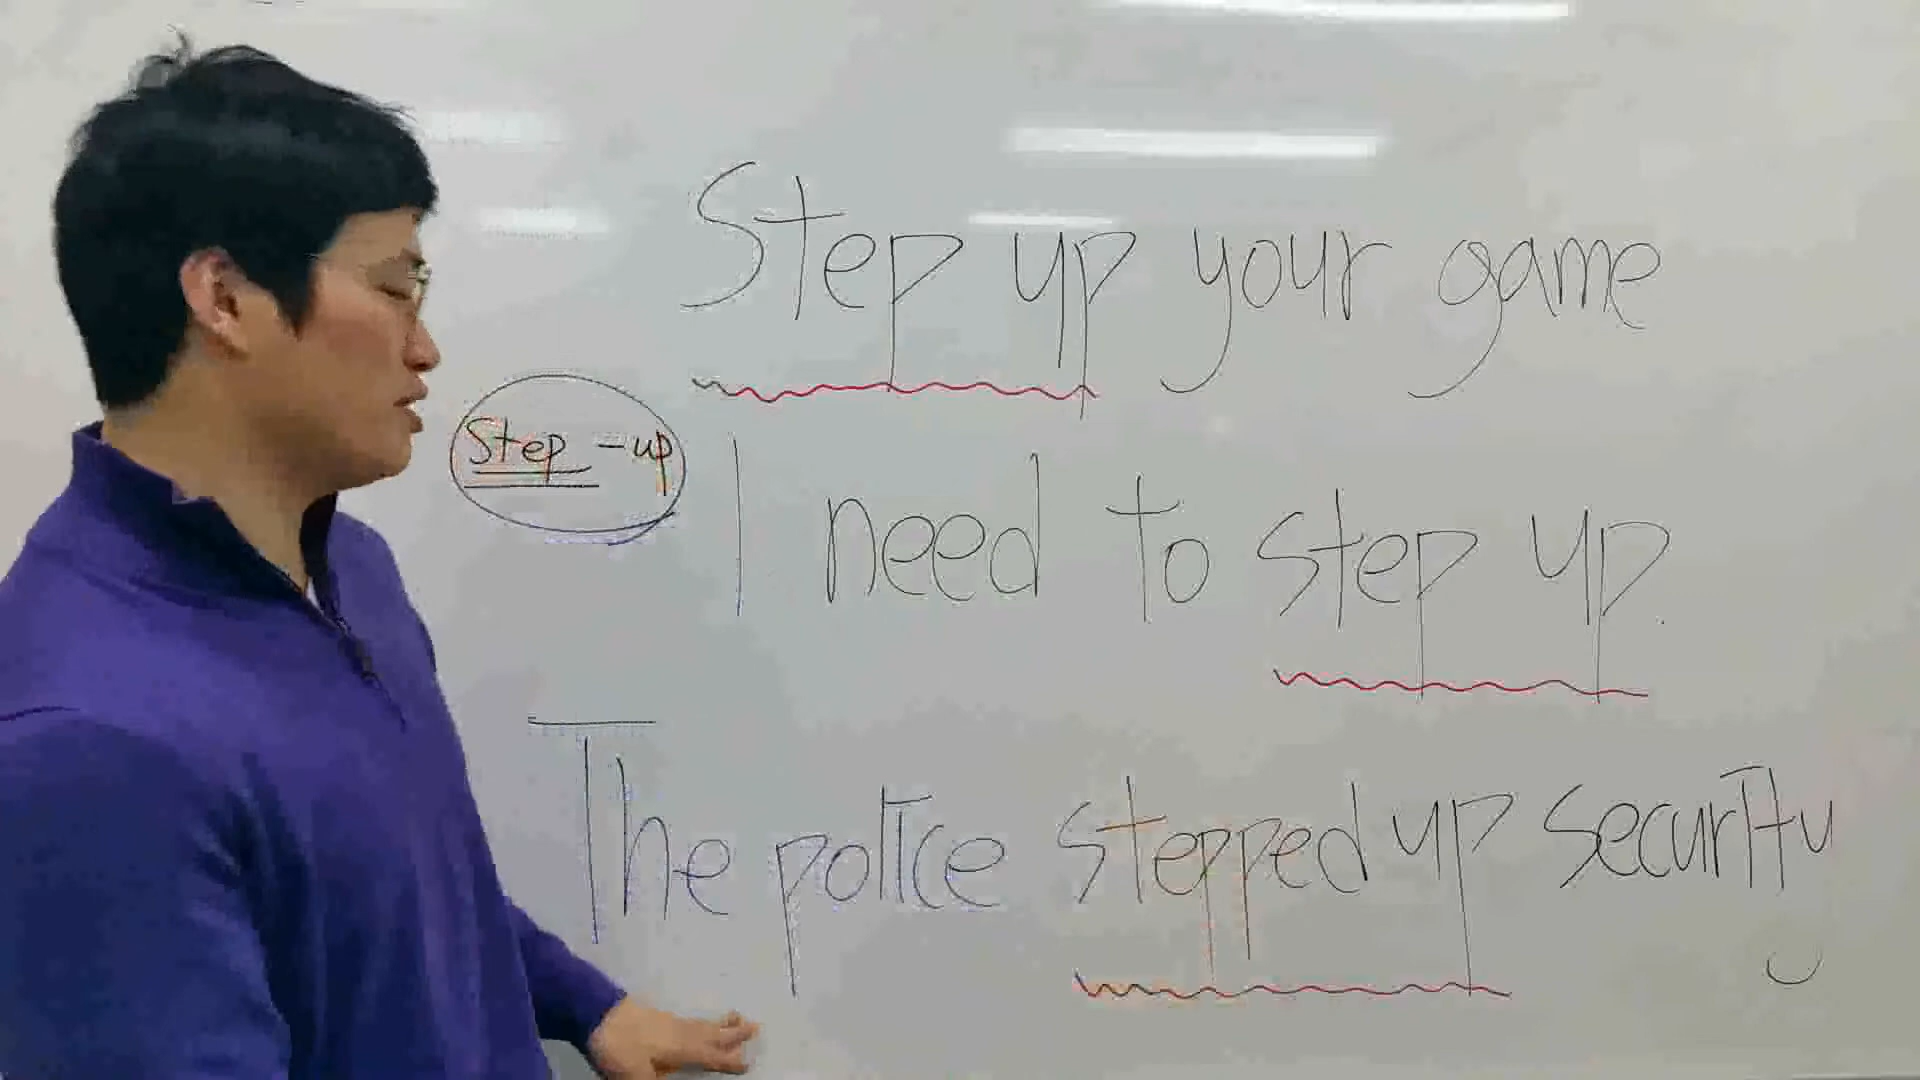 Step up your game
Step-up
I need to step up.
The police stepped up security